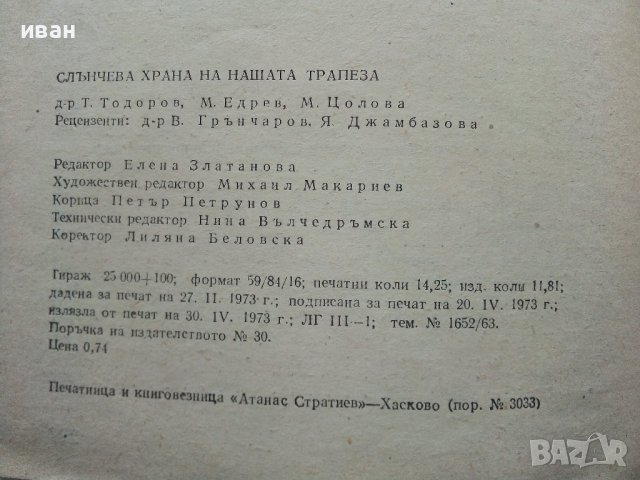 иван
СЛЪНЧЕВА ХРАНА НА НАШАТА ТРАПЕЗА
д-р Т. Тодоров, М. Едрев, М. Цолова
Рецензенти: д-р В. Грънчаров, Я. Джамбазова
Редактор Елена Златанова
Художествен редактор Михаил Макариев
Корица Петър Петрунов
Технически редактор Нина Вълчедръмска
Коректор Лиляна Беловска
Тираж 25 000+100; формат 59/84/16; печатни коли 14,25; изд. коли 11,81;
дадена за печат на 27. II. 1973 г.; подписана за печат на 20. IV. 1973 г.;
излязла от печат на 30. IV. 1973 г.; ЛГ III—1; тем. № 1652/63.
Поръчка на издателството № 30.
Цена 0,74
Печатница и книговезница «Атанас Стратиев»—Хасково (пор. № 3033)
BAZAR